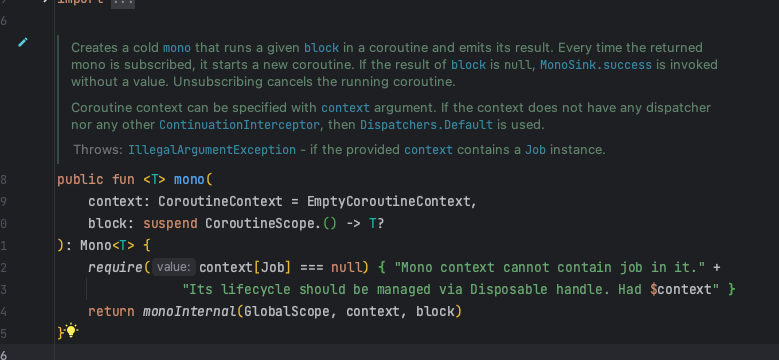 import ...
6
Creates a cold mono that runs a given block in a coroutine and emits its result. Every time the returned
mono is subscribed, it starts a new coroutine. If the result of block is null, MonoSink.success is invoked
without a value. Unsubscribing cancels the running coroutine.
Coroutine context can be specified with context argument. If the context does not have any dispatcher
nor any other ContinuationInterceptor, then Dispatchers.Default is used.
Throws: IllegalArgumentException - if the provided context contains a Job instance.
8 public fun <T> mono(
9 context: CoroutineContext = EmptyCoroutineContext,
0 block: suspend CoroutineScope.() -> T?
1 ): Mono<T> {
2 require( value: context[Job] === null) { "Mono context cannot contain job in it." +
3 "Its lifecycle should be managed via Disposable handle. Had $context" }
4 return monoInternal(GlobalScope, context, block)
5 }
6